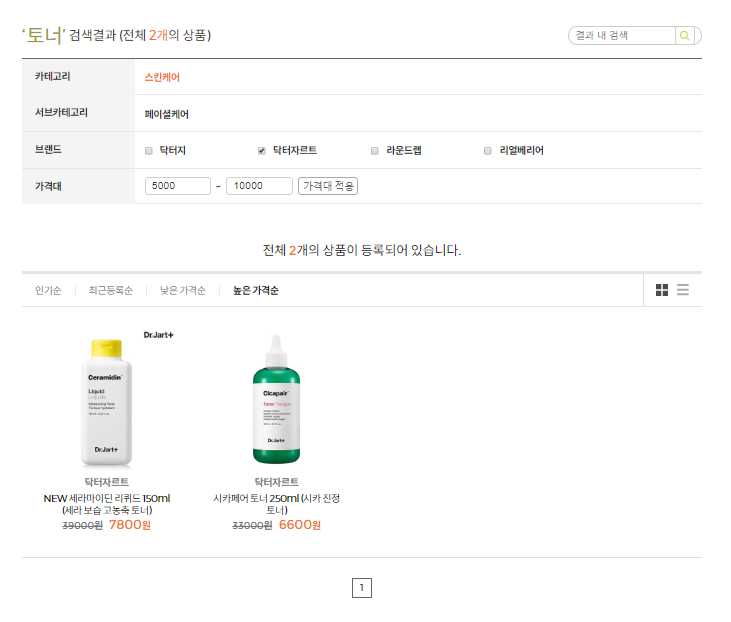 ‘토너’ 검색결과 (전체 2개의 상품)
결과 내 검색
카테고리 스킨케어
서브카테고리 페이셜케어
브랜드 닥터지 닥터자르트 라운드랩 리얼베리어
가격대 5000 ~ 10000 가격대 적용
전체 2개의 상품이 등록되어 있습니다.
인기순 최근등록순 낮은 가격순 높은 가격순
Dr.Jart+
Ceramidin
Liquid
Liquide
Moisturizing Toner
Dr.Jart+
Cicapair
Toner Tonique
Dr.Jart+
닥터자르트
NEW 세라마이딘 리퀴드 150ml
(세라 보습 고농축 토너)
39000원 7800원
닥터자르트
시카페어 토너 250ml (시카 진정
토너)
33000원 6600원
1